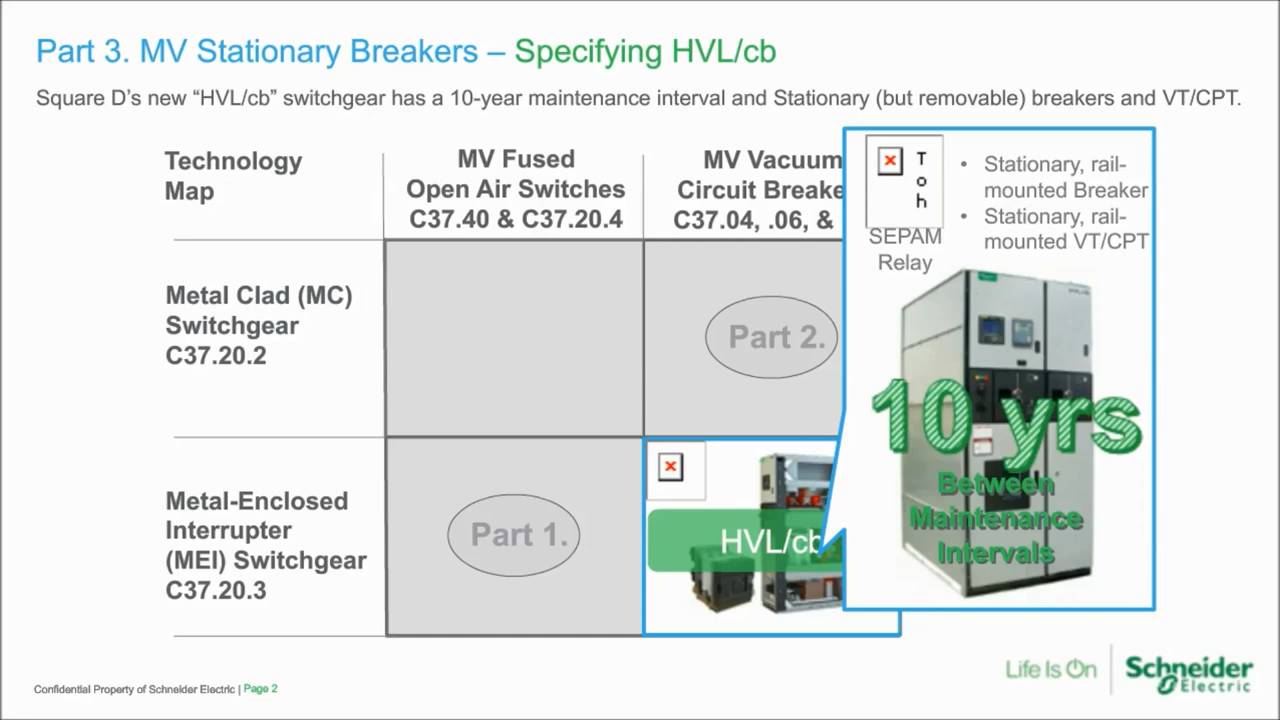 Part 3. MV Stationary Breakers – Specifying HVL/cb
Square D's new “HVL/cb” switchgear has a 10-year maintenance interval and Stationary (but removable) breakers and VT/CPT.
Technology
Map
MV Fused
Open Air Switches
C37.40 & C37.20.4
MV Vacuum
Circuit Breake
C37.04, .06, &
T
o
h
SEPAM
Relay
• Stationary, rail-
mounted Breaker
• Stationary, rail-
mounted VT/CPT
Metal Clad (MC)
Switchgear
C37.20.2
Part 2.
10 yrs
Between
Maintenance
Intervals
Metal-Enclosed
Interrupter
(MEI) Switchgear
C37.20.3
Part 1.
HVL/cb
Confidential Property of Schneider Electric | Page 2
Life Is On
Schneider
Electric